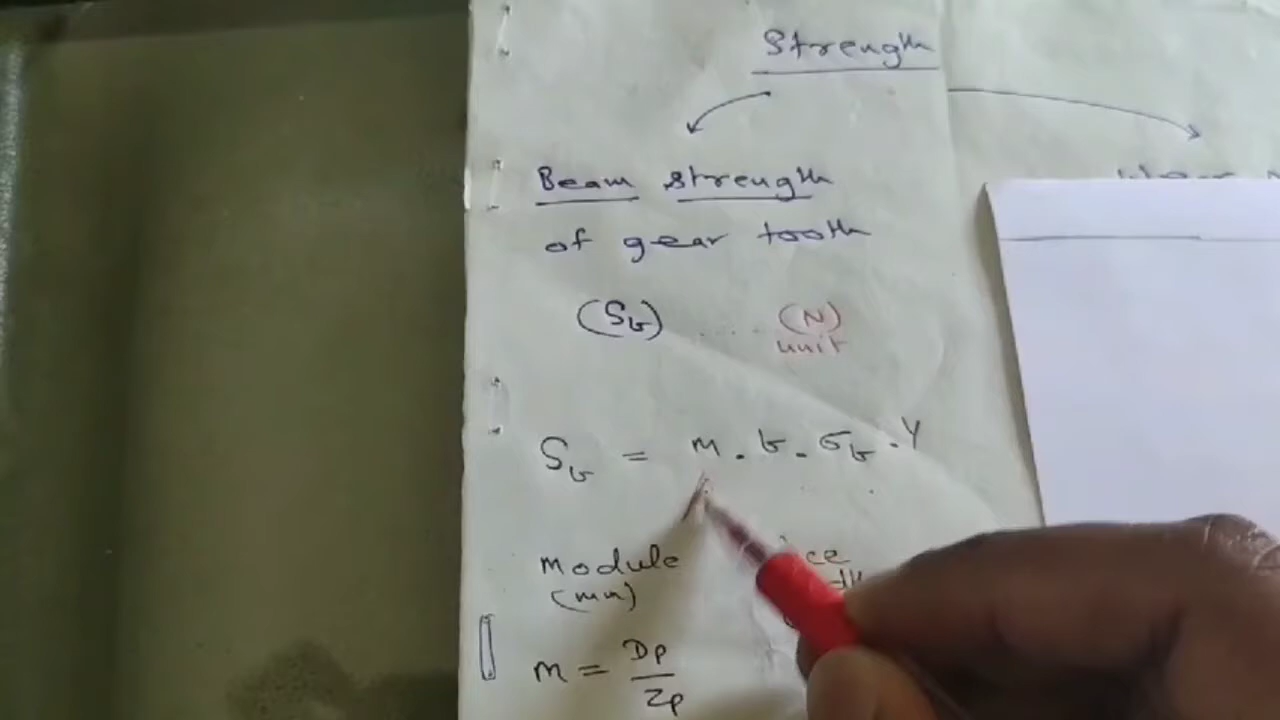 Strength
Beam strength
of gear tooth
(Sb) .... (N)
unit
Sb = m . b . σb . Y
Module
(mm)
m = Dp / Zp